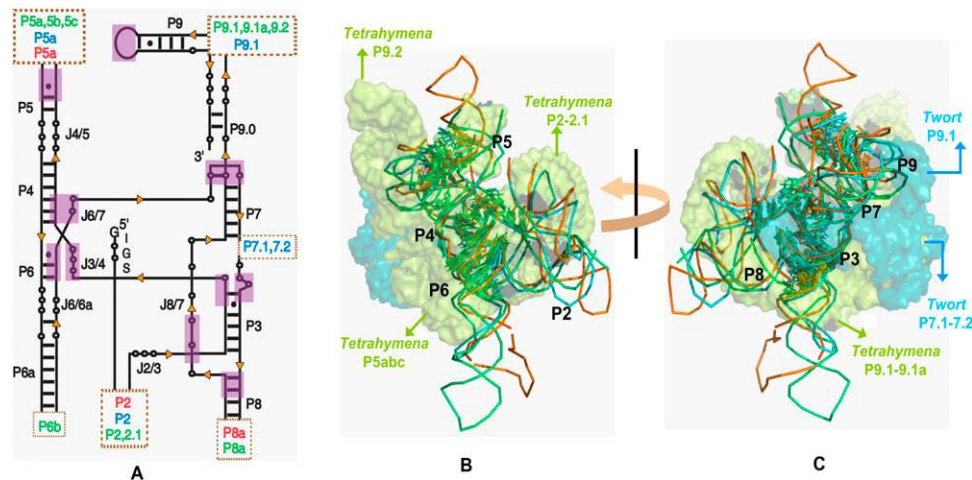 P5a,5b,5c
P5a
P5a
P9
P9.1,9.1a,9.2
P9.1
P5
J4/5
P9.0
3'
P4
J6/7
5'
G
I
G
S
P7
P7.1,7.2
P6
J3/4
J6/6a
J8/7
P3
J2/3
P6a
P8
P6b
P2
P2
P2,2.1
P8a
P8a
A
Tetrahymena
P9.2
Tetrahymena
P2-2.1
P5
P4
P6
P2
Tetrahymena
P5abc
B
Twort
P9.1
P9
P7
P3
P8
Twort
P7.1-7.2
Tetrahymena
P9.1-9.1a
C